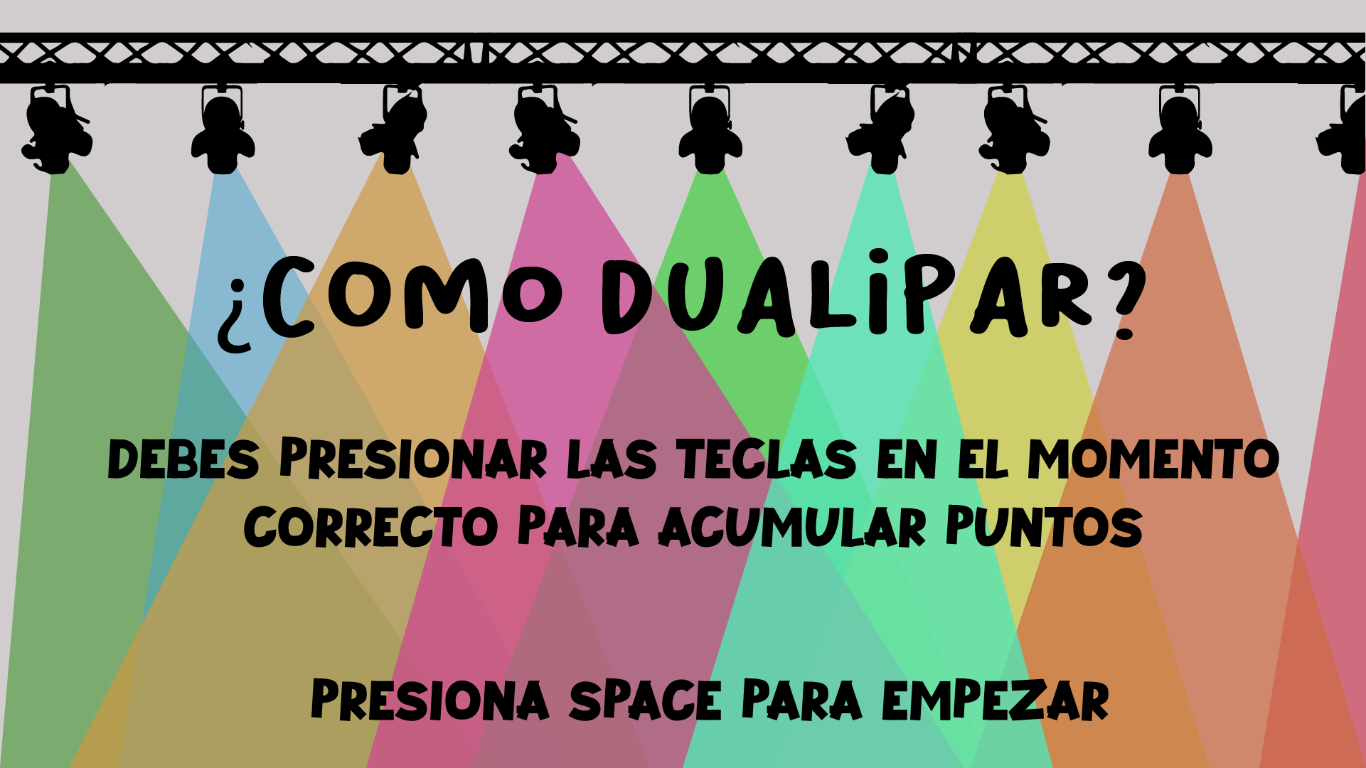 ¿COMO DUALiPAR?
DEBES PRESIONAR LAS TECLAS EN EL MOMENTO
CORRECTO PARA ACUMULAR PUNTOS
PRESIONA SPACE PARA EMPEZAR